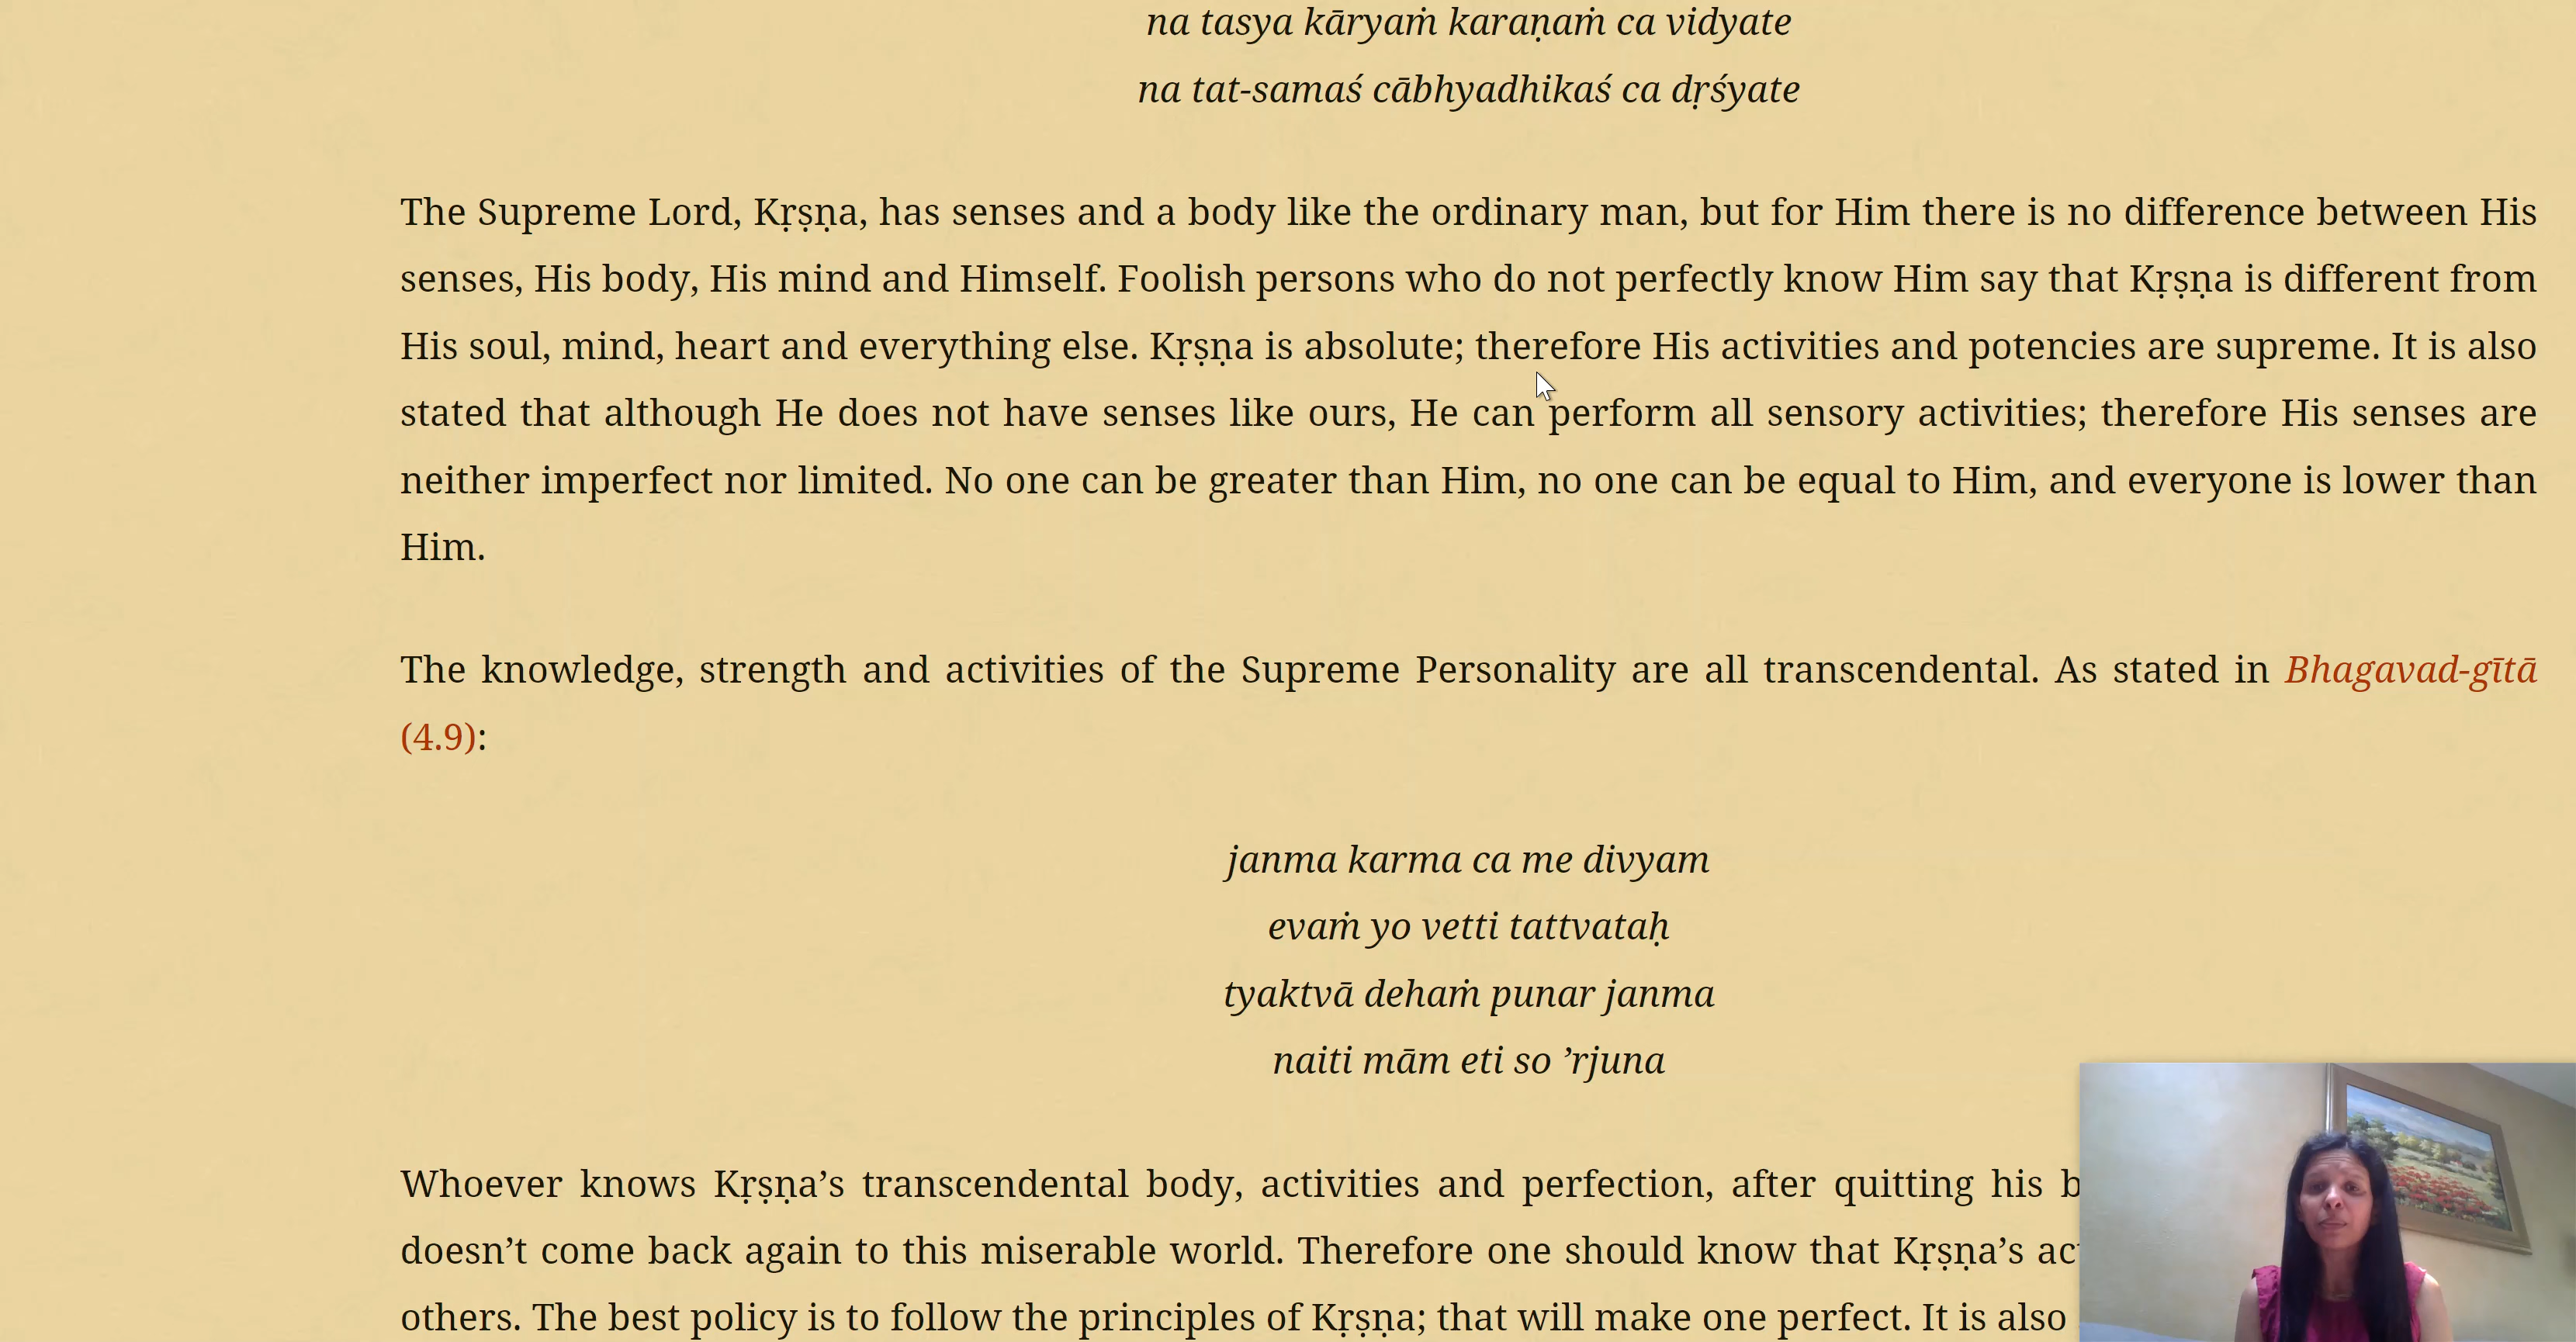 na tasya kāryaṁ karaṇaṁ ca vidyate
na tat-samaś cābhyadhikaś ca dṛśyate
The Supreme Lord, Kṛṣṇa, has senses and a body like the ordinary man, but for Him there is no difference between His
senses, His body, His mind and Himself. Foolish persons who do not perfectly know Him say that Kṛṣṇa is different from
His soul, mind, heart and everything else. Kṛṣṇa is absolute; therefore His activities and potencies are supreme. It is also
stated that although He does not have senses like ours, He can perform all sensory activities; therefore His senses are
neither imperfect nor limited. No one can be greater than Him, no one can be equal to Him, and everyone is lower than
Him.
The knowledge, strength and activities of the Supreme Personality are all transcendental. As stated in Bhagavad-gītā
(4.9):
janma karma ca me divyam
evaṁ yo vetti tattvataḥ
tyaktvā dehaṁ punar janma
naiti mām eti so ’rjuna
Whoever knows Kṛṣṇa’s transcendental body, activities and perfection, after quitting his
doesn’t come back again to this miserable world. Therefore one should know that Kṛṣṇa’s
others. The best policy is to follow the principles of Kṛṣṇa; that will make one perfect. It is also